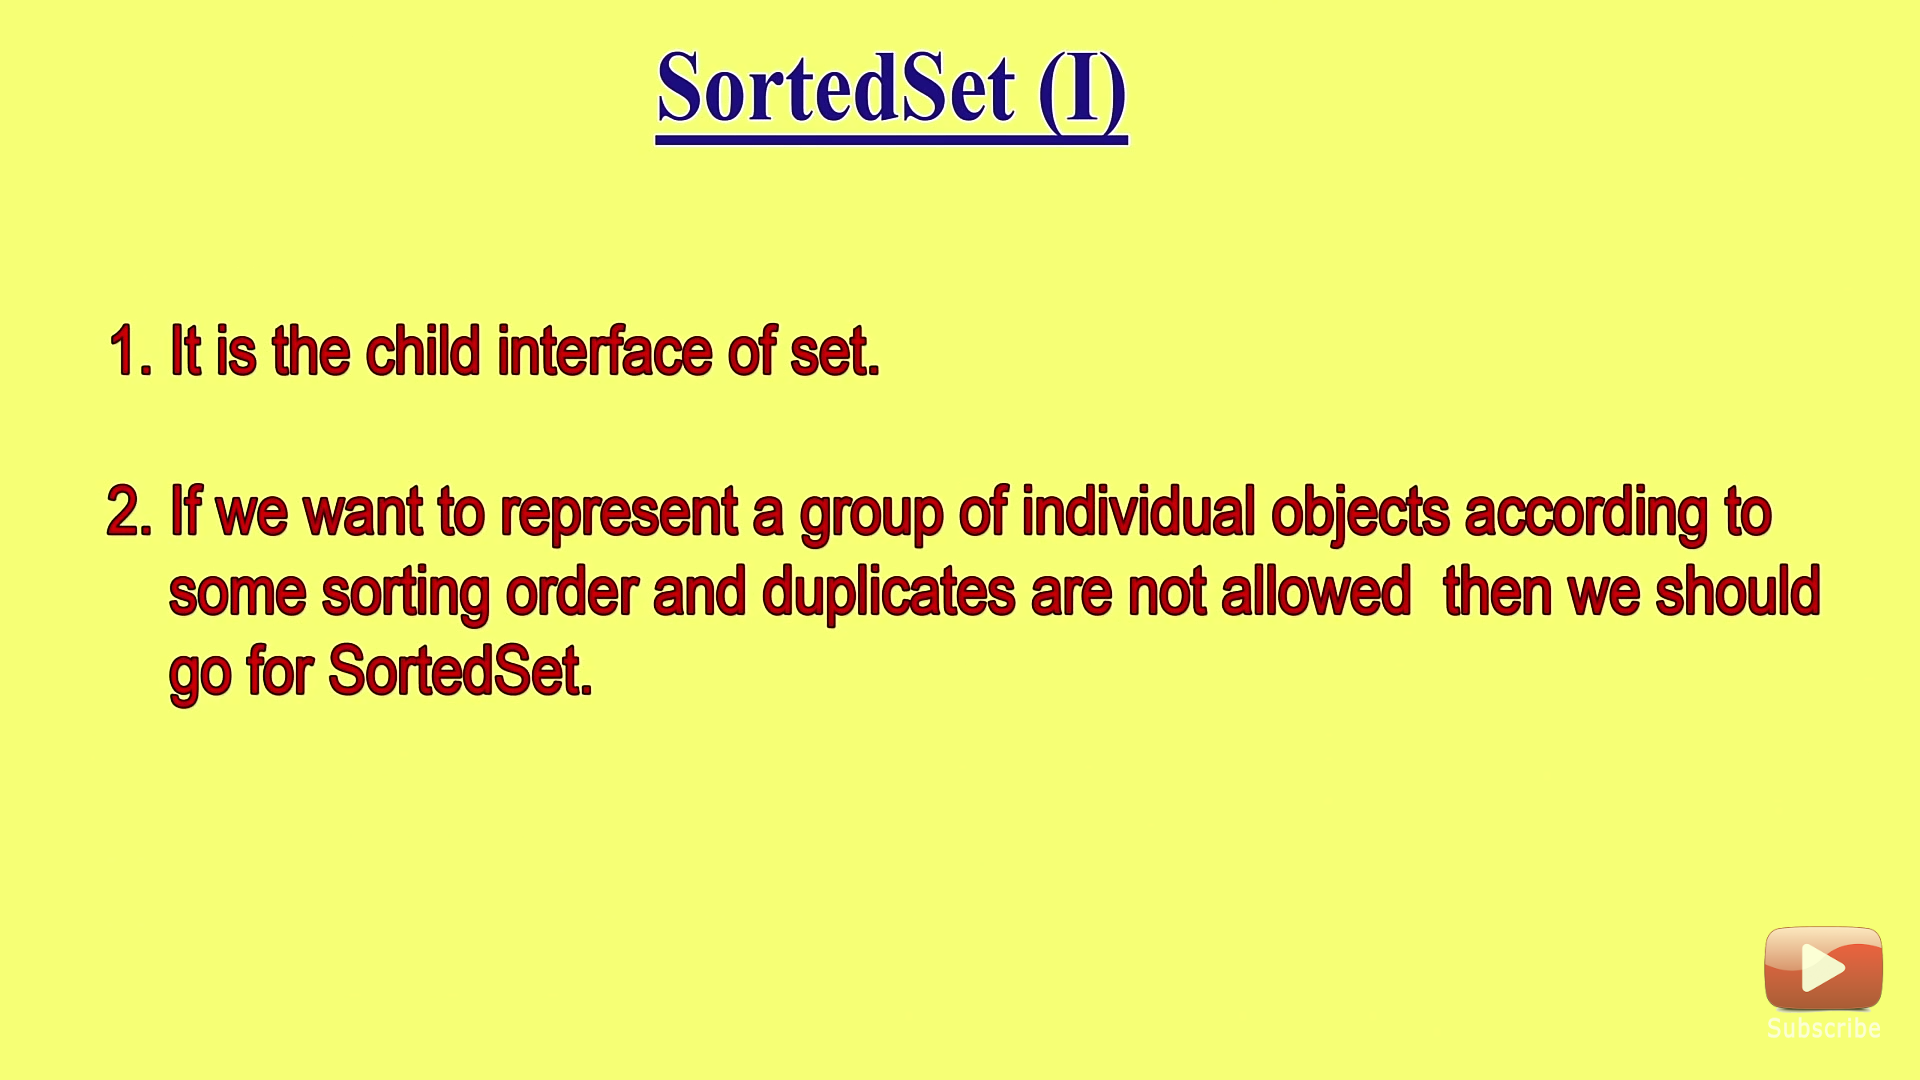 SortedSet (I)
1. It is the child interface of set.
2. If we want to represent a group of individual objects according to
some sorting order and duplicates are not allowed  then we should
go for SortedSet.
Subscribe